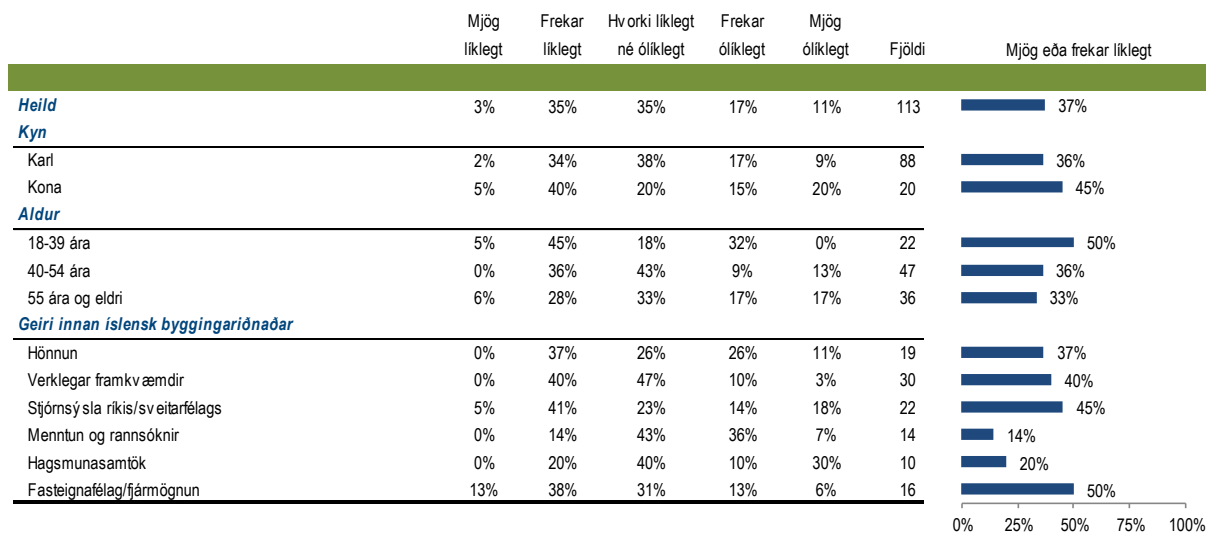 Mjög Frekar Hvorki líklegt Frekar Mjög
líklegt líklegt né ólíklegt ólíklegt ólíklegt Fjöldi Mjög eða frekar líklegt
Heild 3% 35% 35% 17% 11% 113 37%
Kyn
Karl 2% 34% 38% 17% 9% 88 36%
Kona 5% 40% 20% 15% 20% 20 45%
Aldur
18-39 ára 5% 45% 18% 32% 0% 22 50%
40-54 ára 0% 36% 43% 9% 13% 47 36%
55 ára og eldri 6% 28% 33% 17% 17% 36 33%
Geiri innan íslensk byggingariðnaðar
Hönnun 0% 37% 26% 26% 11% 19 37%
Verklegar framkvæmdir 0% 40% 47% 10% 3% 30 40%
Stjórnsýsla ríkis/sveitarfélags 5% 41% 23% 14% 18% 22 45%
Menntun og rannsóknir 0% 14% 43% 36% 7% 14 14%
Hagsmunasamtök 0% 20% 40% 10% 30% 10 20%
Fasteignafélag/fjármögnun 13% 38% 31% 13% 6% 16 50%
0% 25% 50% 75% 100%